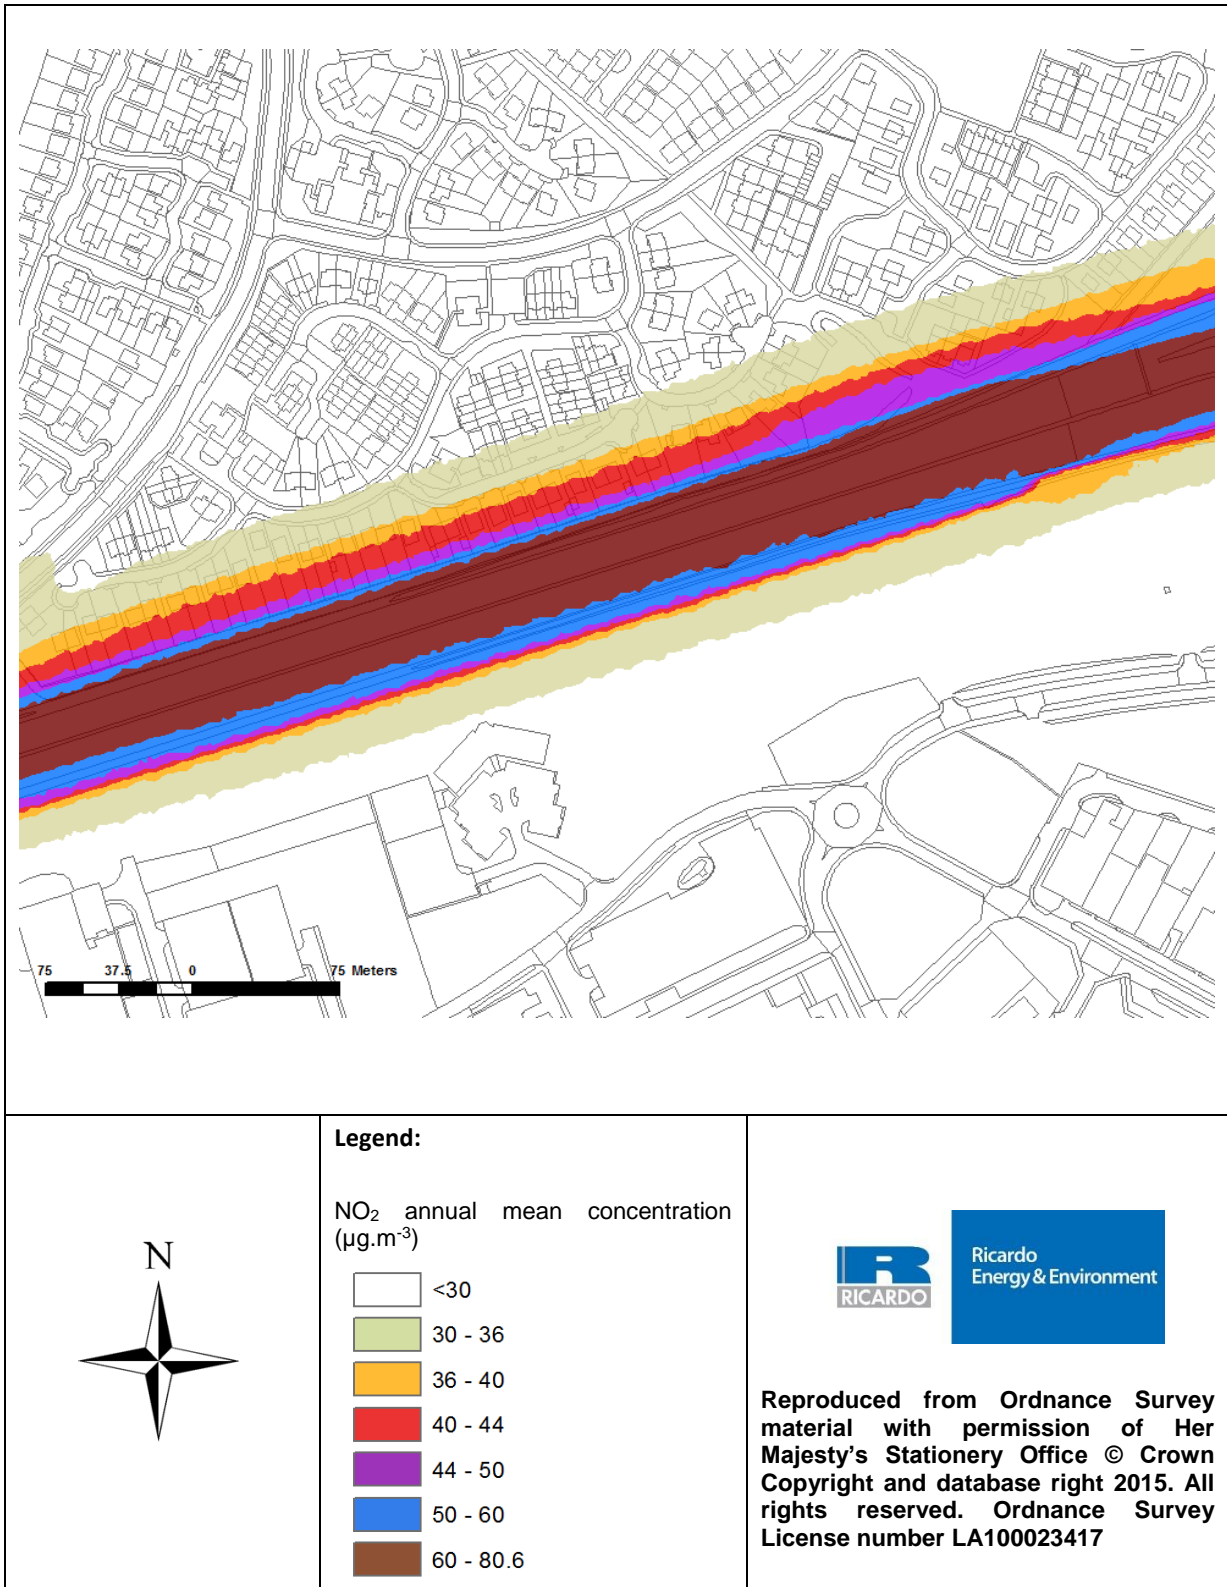 75 37.5 0 75 Meters
N
Legend:
NO₂ annual mean concentration
(µg.m⁻³)
<30
30 - 36
36 - 40
40 - 44
44 - 50
50 - 60
60 - 80.6
R
RICARDO
Ricardo
Energy & Environment
Reproduced from Ordnance Survey
material with permission of Her
Majesty’s Stationery Office © Crown
Copyright and database right 2015. All
rights reserved. Ordnance Survey
License number LA100023417